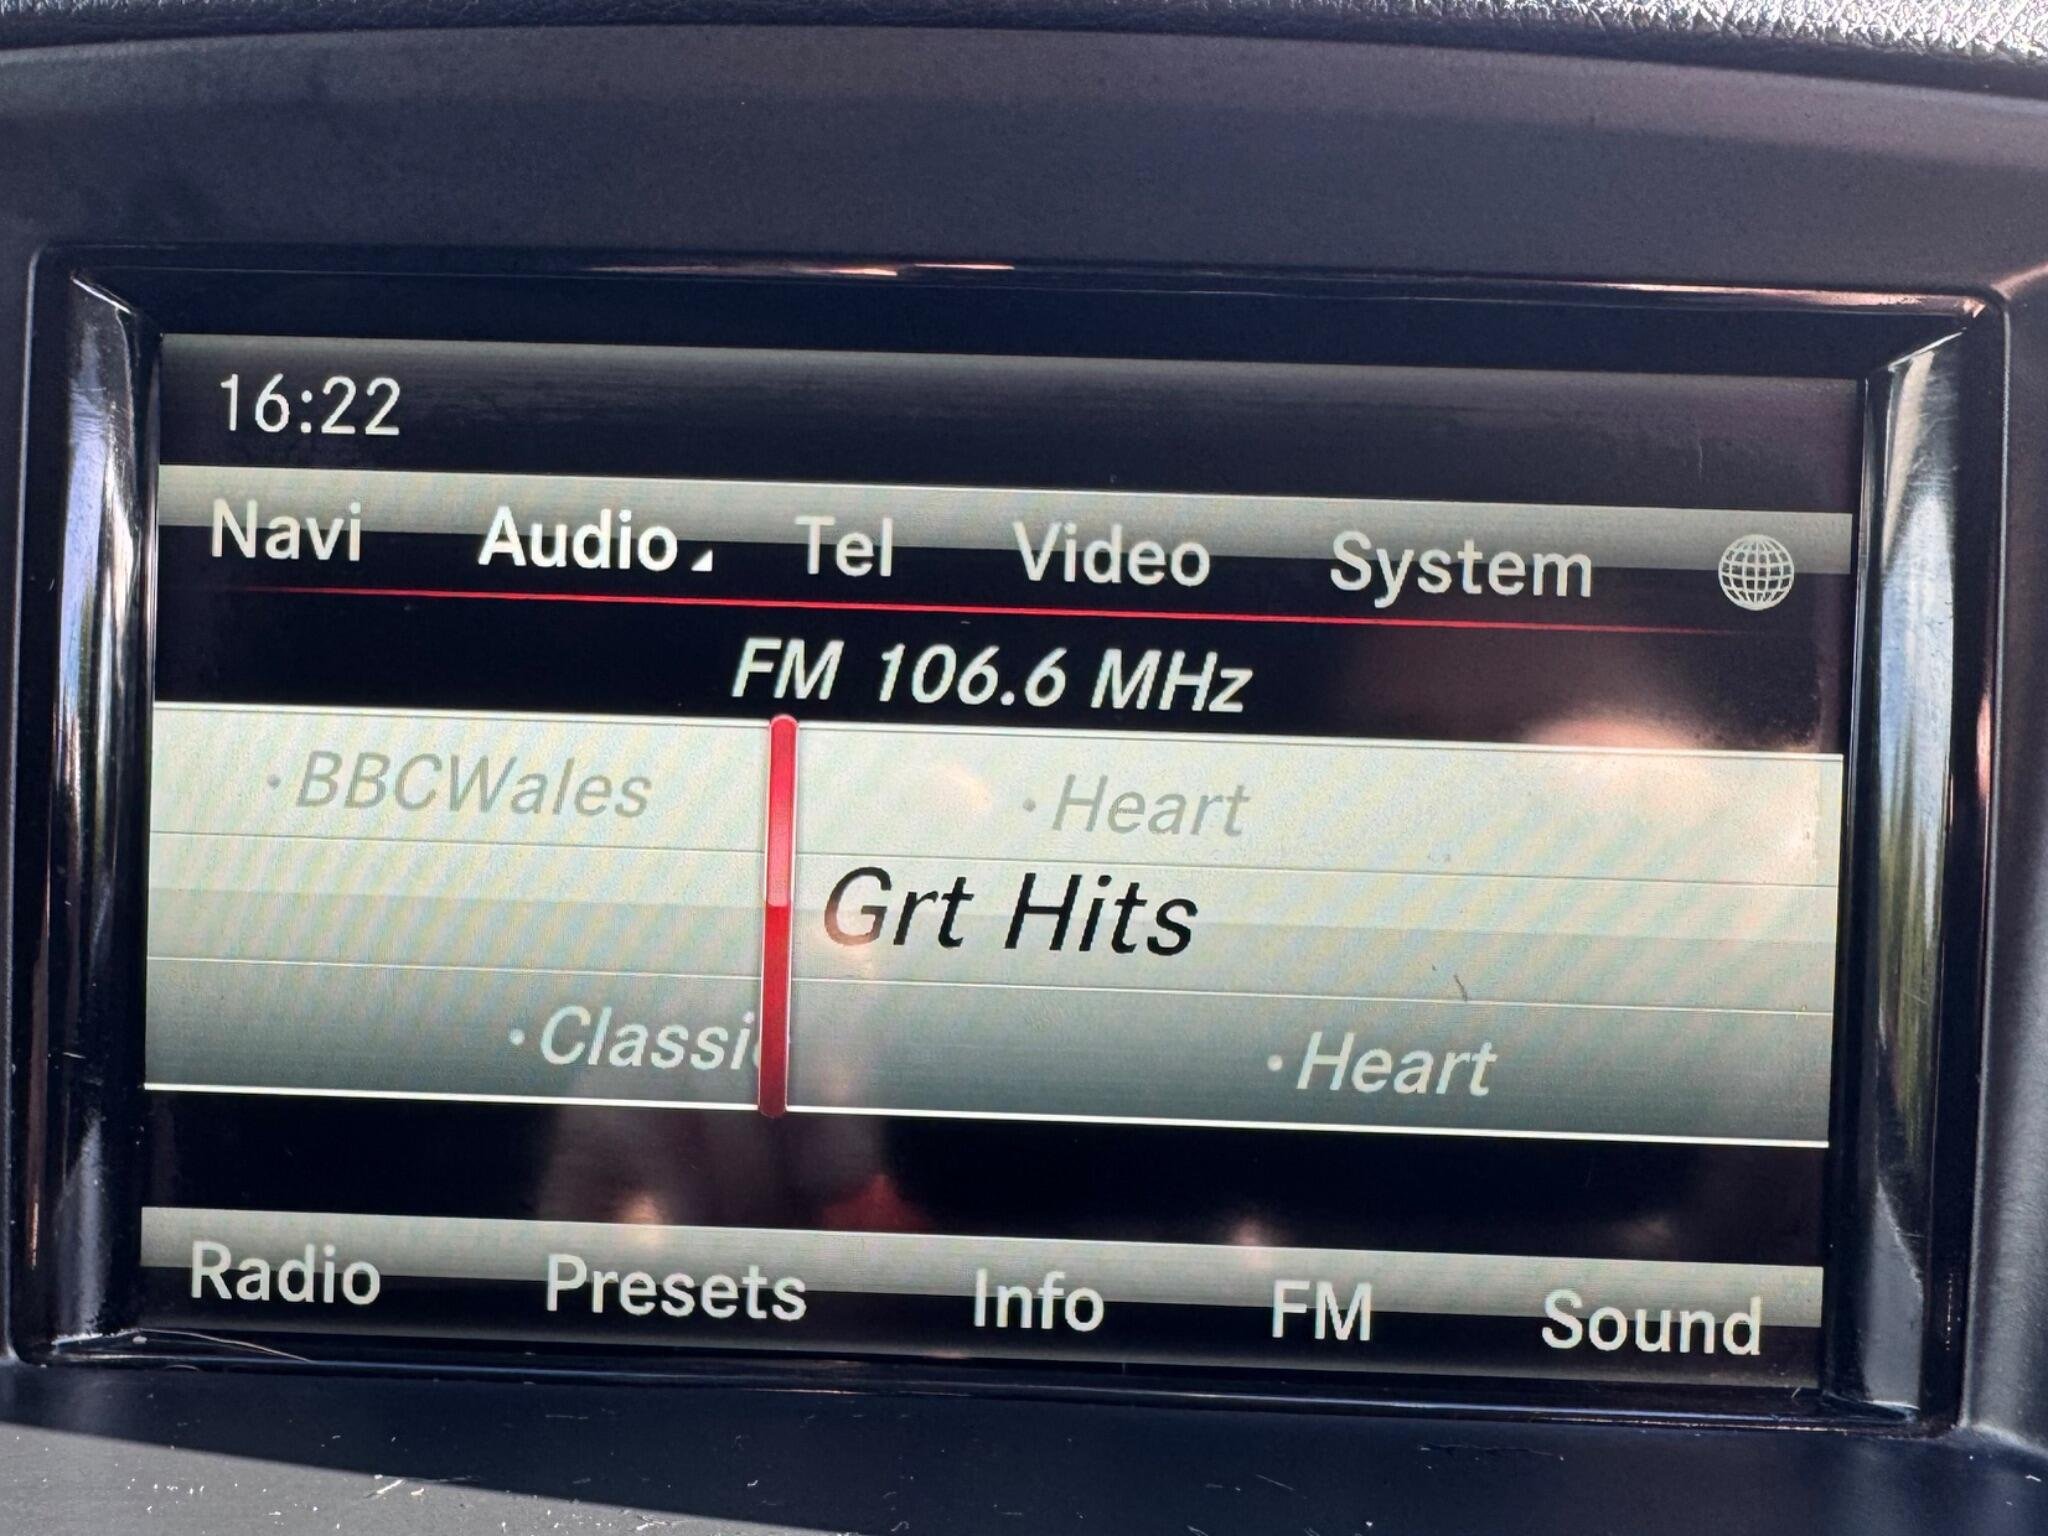 16:22
Navi Audio Tel Video System
FM 106.6 MHz
·BBCWales ·Heart
Grt Hits
·Classi ·Heart
Radio Presets Info FM Sound